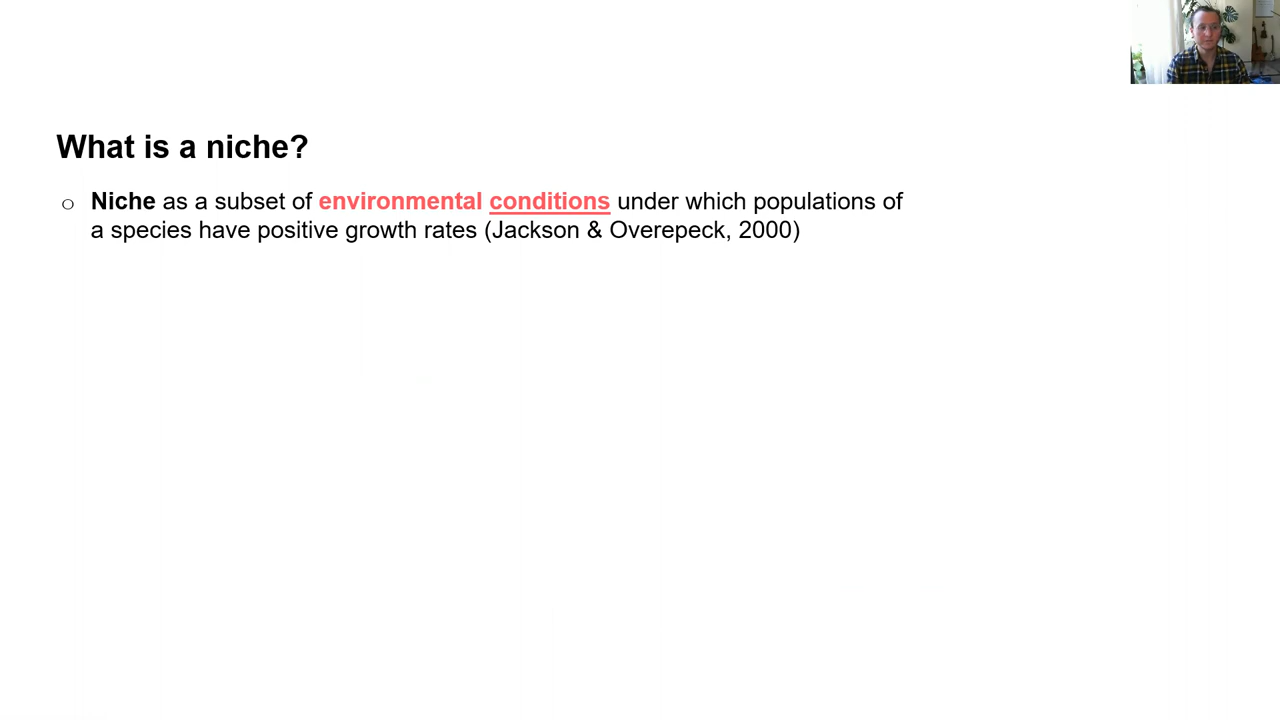 What is a niche?
○ Niche as a subset of environmental conditions under which populations of
a species have positive growth rates (Jackson & Overepeck, 2000)